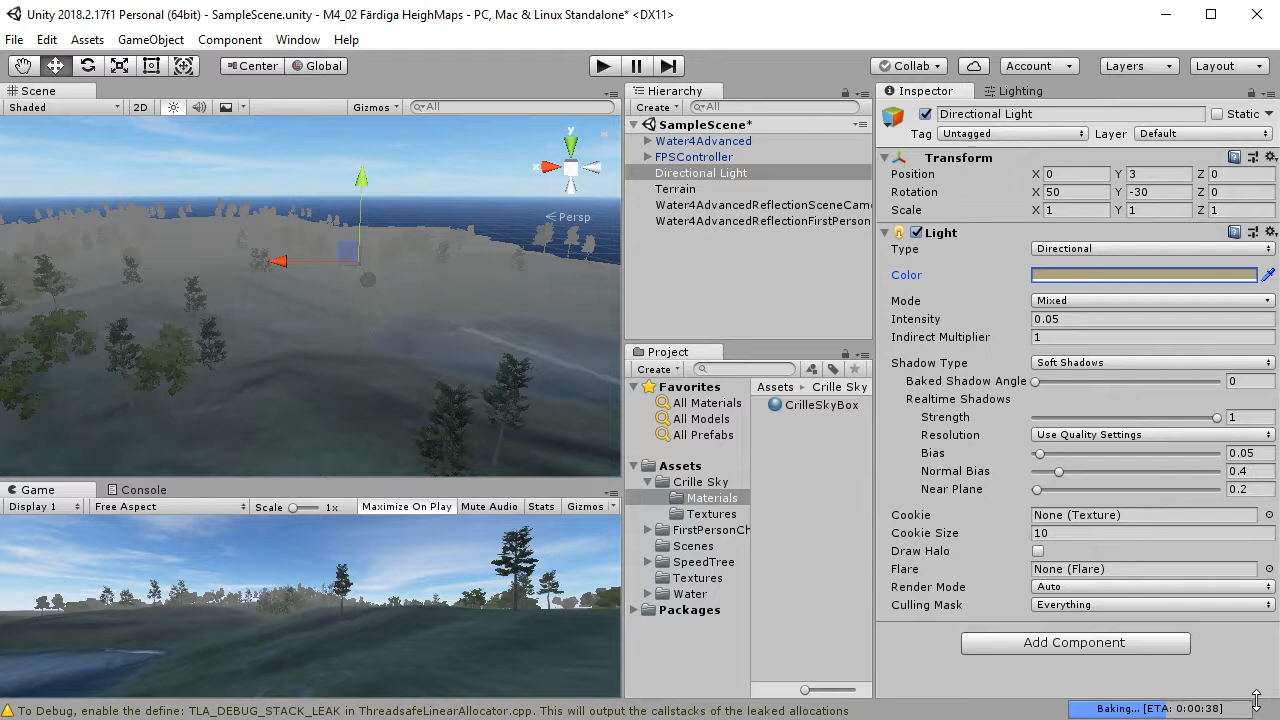 Unity 2018.2.17f1 Personal (64bit) - SampleScene.unity - M4_02 Färdiga HeighMaps - PC, Mac & Linux Standalone* <DX11>
File Edit Assets GameObject Component Window Help
Center Global Collab Account Layers Layout
Scene
Shaded 2D Gizmos All
y
x
Persp
Hierarchy
Create All
SampleScene*
Water4Advanced
FPSController
Directional Light
Terrain
Water4AdvancedReflectionSceneCame
Water4AdvancedReflectionFirstPerson
Project
Create
Favorites
All Materials
All Models
All Prefabs
Assets
Crille Sky
Materials
Textures
FirstPersonCh
Scenes
SpeedTree
Textures
Water
Packages
Assets Crille Sky
CrilleSkyBox
Game Console
Display 1 Free Aspect Scale 1x Maximize On Play Mute Audio Stats Gizmos
Inspector Lighting
Directional Light Static
Tag Untagged Layer Default
Transform
Position X 0 Y 3 Z 0
Rotation X 50 Y -30 Z 0
Scale X 1 Y 1 Z 1
Light
Type Directional
Color
Mode Mixed
Intensity 0.05
Indirect Multiplier 1
Shadow Type Soft Shadows
Baked Shadow Angle 0
Realtime Shadows
Strength 1
Resolution Use Quality Settings
Bias 0.05
Normal Bias 0.4
Near Plane 0.2
Cookie None (Texture)
Cookie Size 10
Draw Halo
Flare None (Flare)
Render Mode Auto
Culling Mask Everything
Add Component
To Debug, enable the define: TLA_DEBUG_STACK_LEAK in ThreadsafeLinearAllocator.cpp. This will output the callstacks of the leaked allocations
Baking... [ETA: 0:00:38]